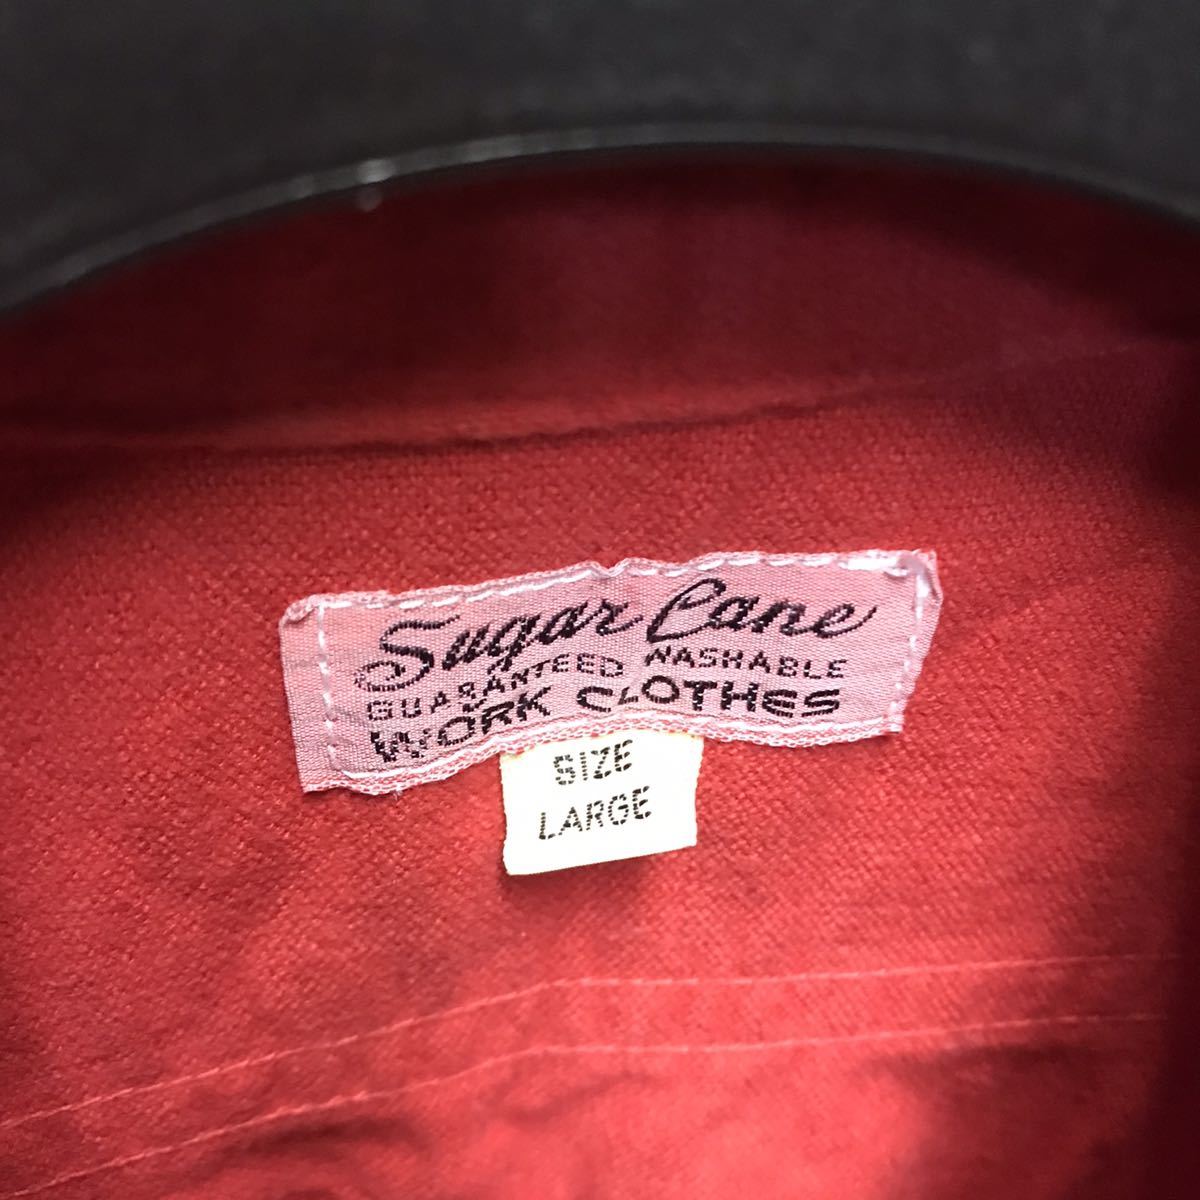 Sugar Cane
GUARANTEED WASHABLE
WORK CLOTHES
SIZE
LARGE